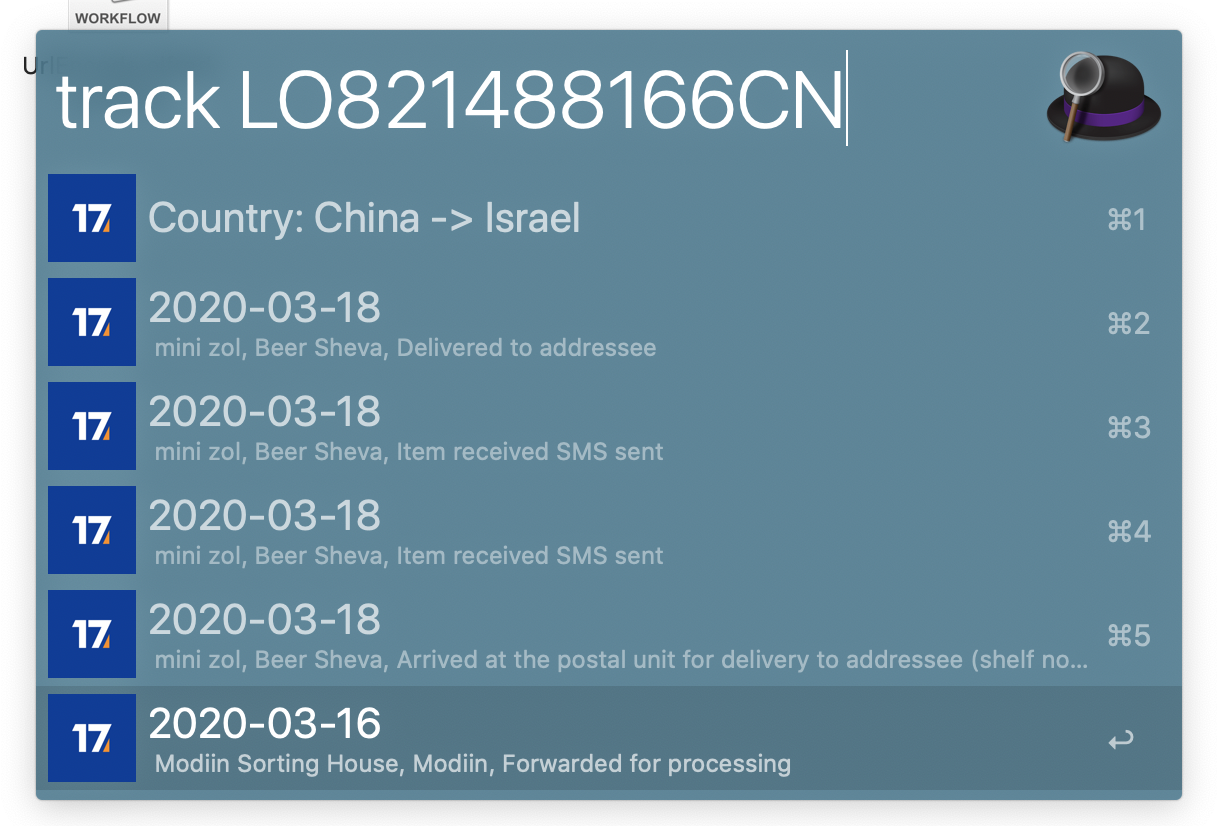 WORKFLOW
track LO821488166CN
17 Country: China -> Israel ⌘1
17 2020-03-18 ⌘2
mini zol, Beer Sheva, Delivered to addressee
17 2020-03-18 ⌘3
mini zol, Beer Sheva, Item received SMS sent
17 2020-03-18 ⌘4
mini zol, Beer Sheva, Item received SMS sent
17 2020-03-18 ⌘5
mini zol, Beer Sheva, Arrived at the postal unit for delivery to addressee (shelf no...
17 2020-03-16 ↩
Modiin Sorting House, Modiin, Forwarded for processing